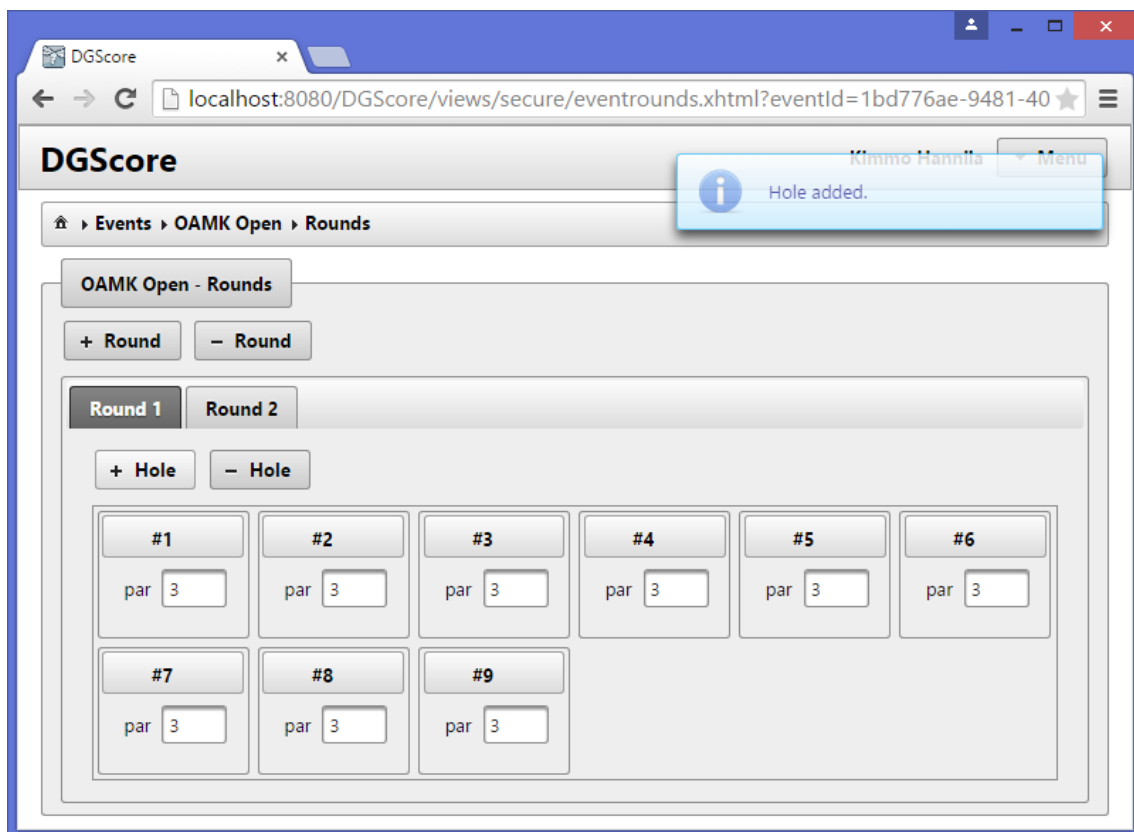 DGScore
localhost:8080/DGScore/views/secure/eventrounds.xhtml?eventId=1bd776ae-9481-40
DGScore
Kimmo Hannila Menu
Hole added.
Events OAMK Open Rounds
OAMK Open - Rounds
+ Round − Round
Round 1 Round 2
+ Hole − Hole
#1 #2 #3 #4 #5 #6
par 3 par 3 par 3 par 3 par 3 par 3
#7 #8 #9
par 3 par 3 par 3